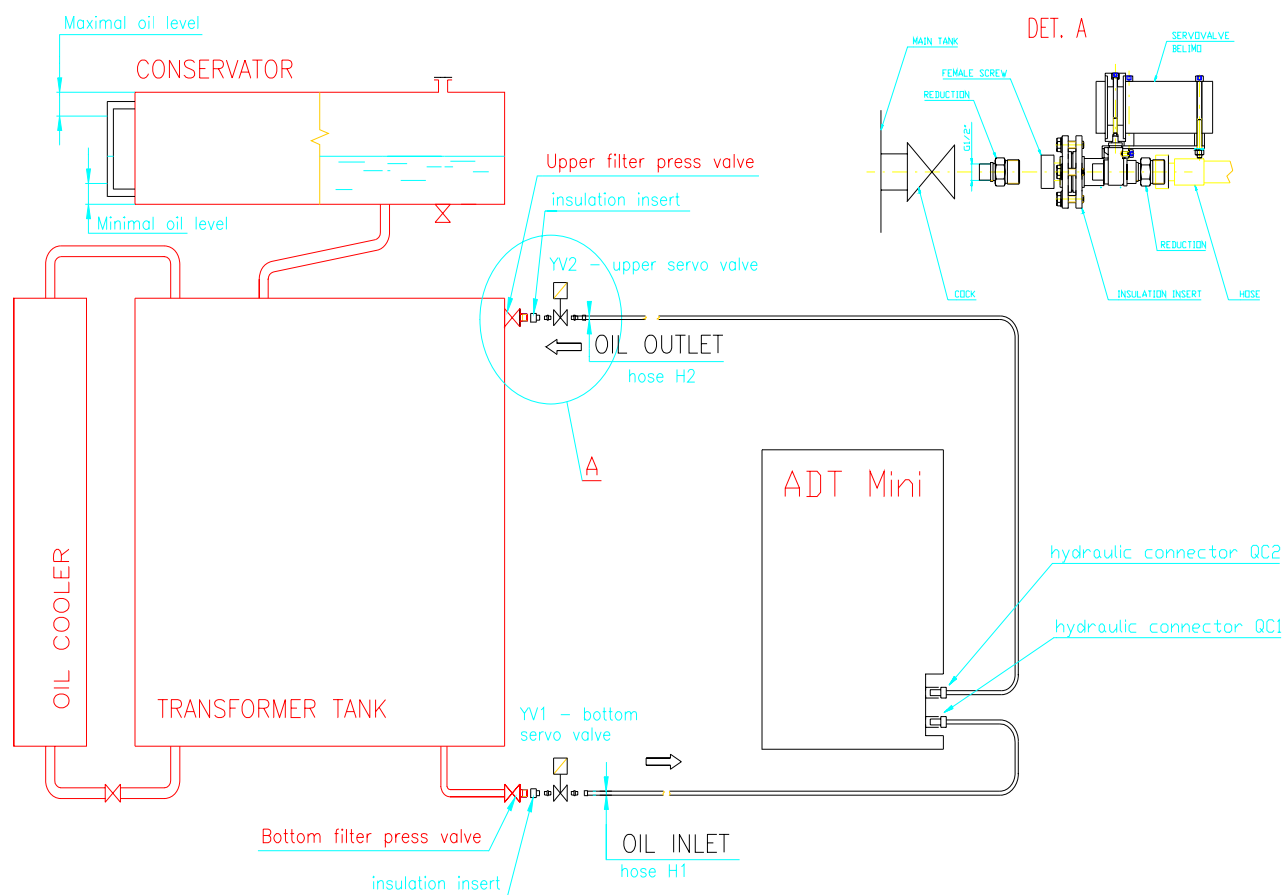 Maximal oil level
CONSERVATOR
Minimal oil level
Upper filter press valve
insulation insert
YV2 - upper servo valve
OIL OUTLET
hose H2
A
DET. A
MAIN TANK
FEMALE SCREW
REDUCTION
G1/2"
SERVOVALVE
BELIMO
REDUCTION
COCK
INSULATION INSERT
HOSE
ADT Mini
hydraulic connector QC2
hydraulic connector QC1
OIL COOLER
TRANSFORMER TANK
YV1 - bottom
servo valve
Bottom filter press valve
insulation insert
OIL INLET
hose H1